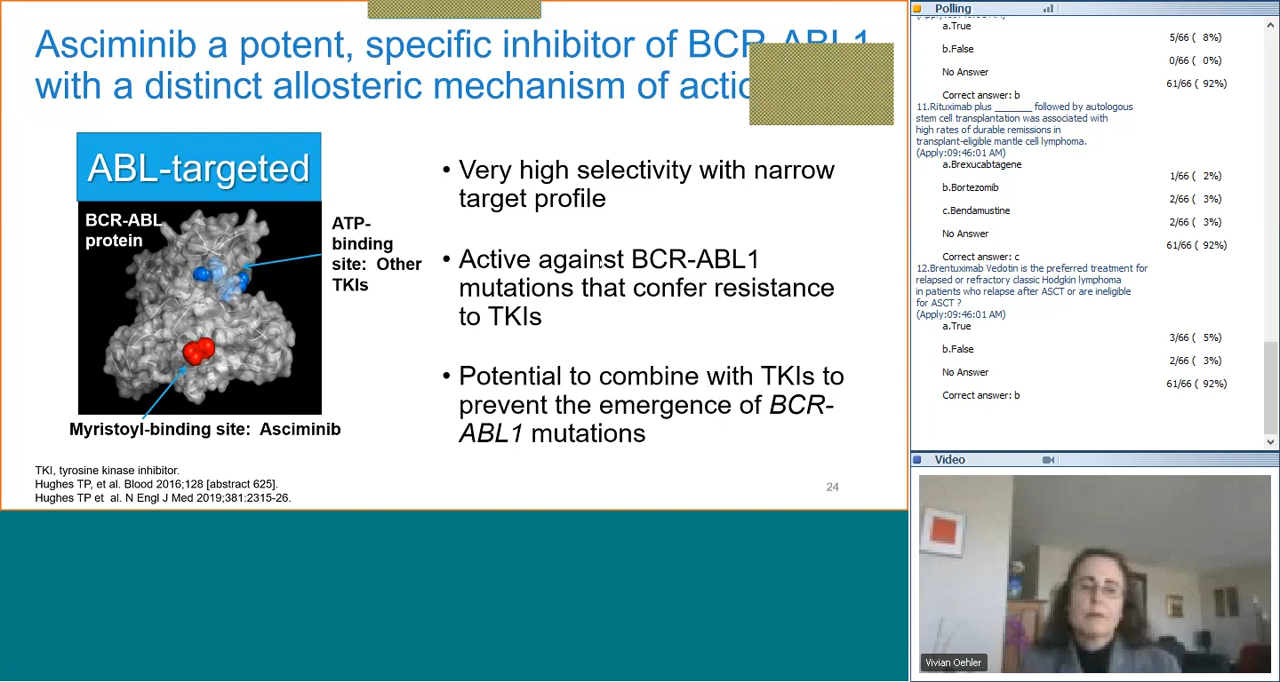 Asciminib a potent, specific inhibitor of BCR-ABL1
with a distinct allosteric mechanism of actio
ABL-targeted
BCR-ABL
protein
ATP-
binding
site: Other
TKIs
Myristoyl-binding site: Asciminib
• Very high selectivity with narrow
target profile
• Active against BCR-ABL1
mutations that confer resistance
to TKIs
• Potential to combine with TKIs to
prevent the emergence of BCR-
ABL1 mutations
TKI, tyrosine kinase inhibitor.
Hughes TP, et al. Blood 2016;128 [abstract 625].
Hughes TP et al. N Engl J Med 2019;381:2315-26.
24
Polling
a.True
5/66 ( 8%)
b.False
0/66 ( 0%)
No Answer
61/66 ( 92%)
Correct answer: b
11.Rituximab plus _______ followed by autologous
stem cell transplantation was associated with
high rates of durable remissions in
transplant-eligible mantle cell lymphoma.
(Apply:09:46:01 AM)
a.Brexucabtagene
1/66 ( 2%)
b.Bortezomib
2/66 ( 3%)
c.Bendamustine
2/66 ( 3%)
No Answer
61/66 ( 92%)
Correct answer: c
12.Brentuximab Vedotin is the preferred treatment for
relapsed or refractory classic Hodgkin lymphoma
in patients who relapse after ASCT or are ineligible
for ASCT ?
(Apply:09:46:01 AM)
a.True
3/66 ( 5%)
b.False
2/66 ( 3%)
No Answer
61/66 ( 92%)
Correct answer: b
Video
Vivian Oehler